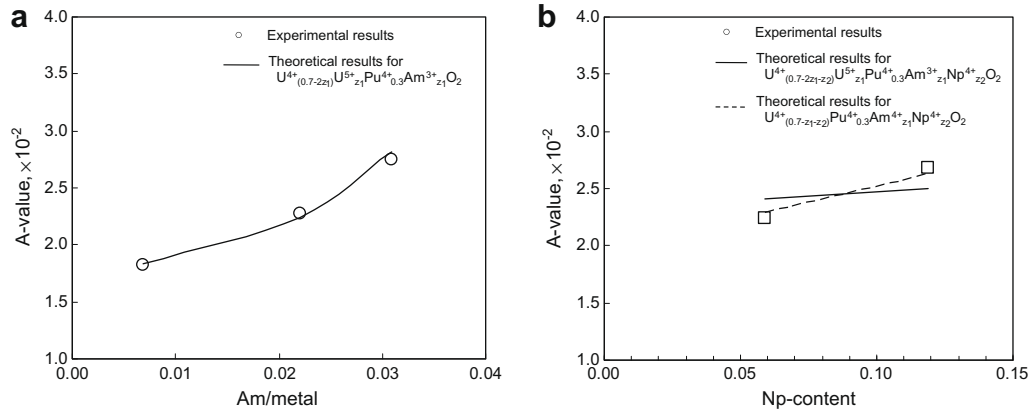 a
4.0
3.5
3.0
2.5
2.0
1.5
1.0
A-value, ×10⁻²
Experimental results
Theoretical results for
U⁴⁺₍₀.₇₋₂z₁₎U⁵⁺z₁Pu⁴⁺₀.₃Am³⁺z₁O₂
0.00 0.01 0.02 0.03 0.04
Am/metal
b
4.0
3.5
3.0
2.5
2.0
1.5
1.0
A-value, ×10⁻²
Experimental results
Theoretical results for
U⁴⁺₍₀.₇₋₂z₁₋z₂₎U⁵⁺z₁Pu⁴⁺₀.₃Am³⁺z₁Np⁴⁺z₂O₂
Theoretical results for
U⁴⁺₍₀.₇₋z₁₋z₂₎Pu⁴⁺₀.₃Am⁴⁺z₁Np⁴⁺z₂O₂
0.00 0.05 0.10 0.15
Np-content